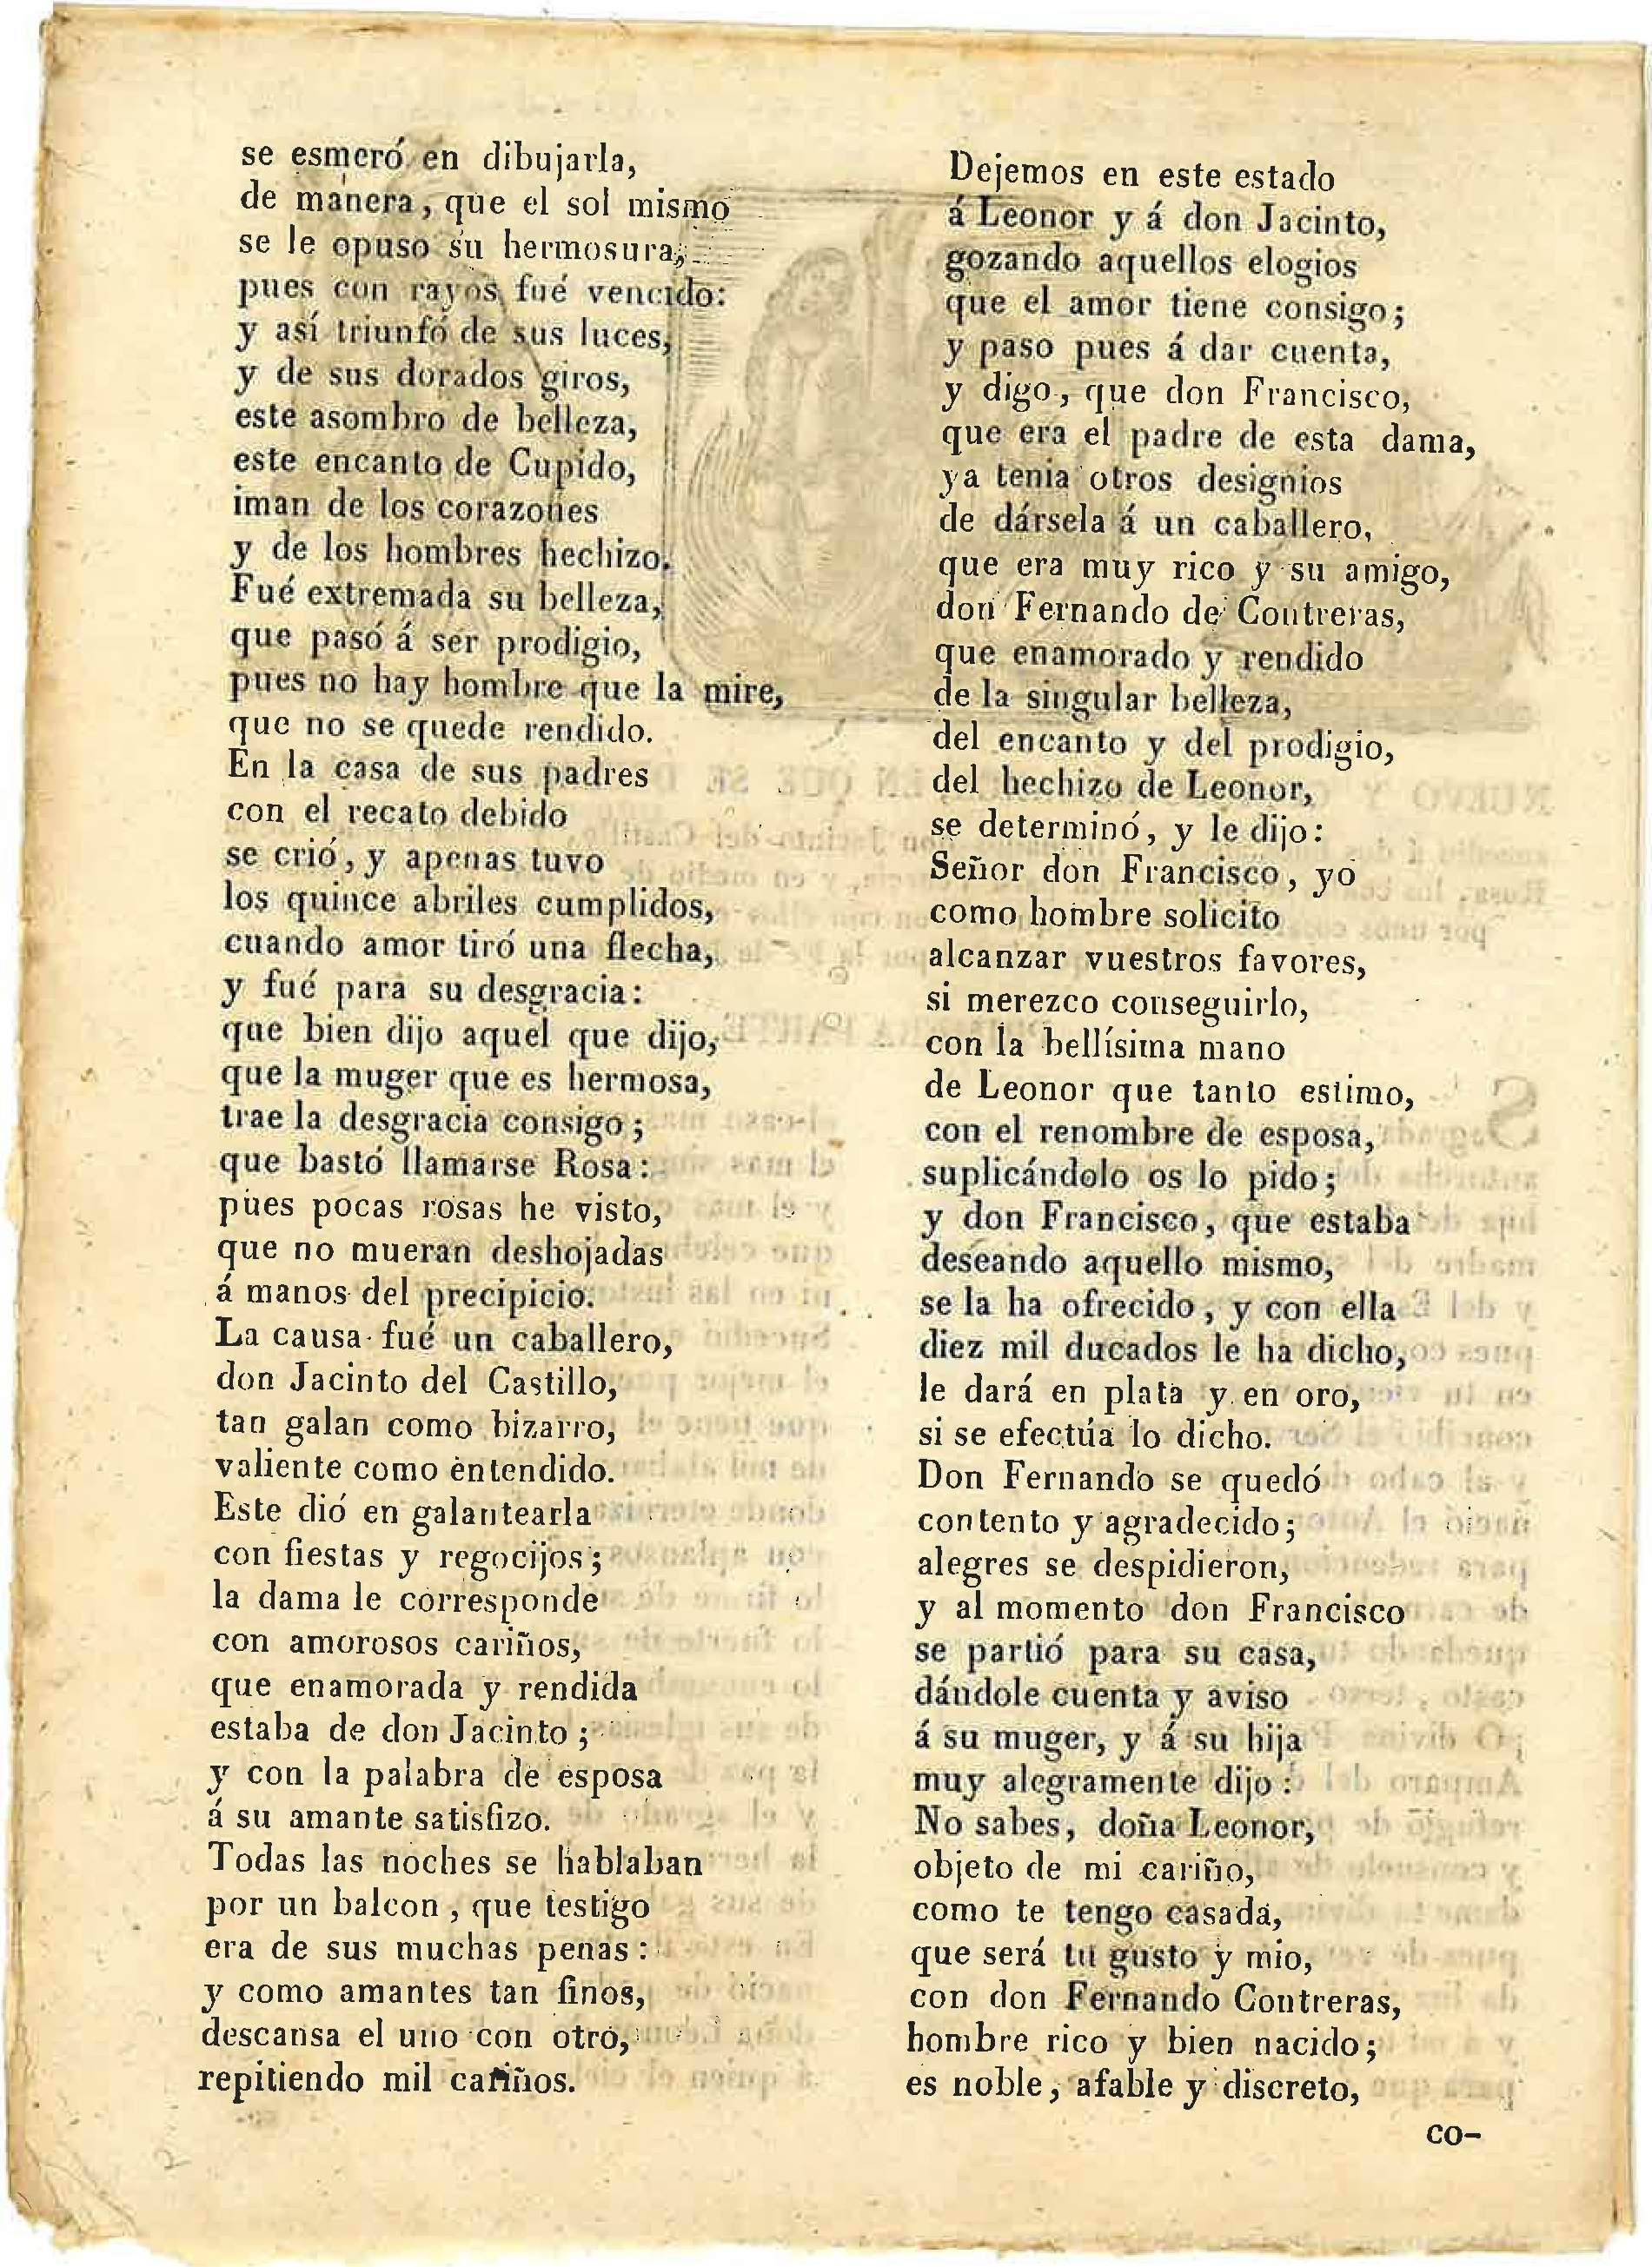 se esmeró en dibujarla,
de manera, que el sol mismo
se le opuso su hermosura,
pues con rayos fué vencido:
y así triunfó de sus luces,
y de sus dorados giros,
este asombro de belleza,
este encanto de Cupido,
iman de los corazones
y de los hombres hechizo.
Fué extremada su belleza,
que pasó á ser prodigio,
pues no hay hombre que la mire,
que no se quede rendido.
En la casa de sus padres
con el recato debido
se crió, y apenas tuvo
los quince abriles cumplidos,
cuando amor tiró una flecha,
y fué para su desgracia:
que bien dijo aquel que dijo,
que la muger que es hermosa,
trae la desgracia consigo;
que bastó llamarse Rosa:
pues pocas rosas he visto,
que no mueran deshojadas
á manos del precipicio.
La causa fué un caballero,
don Jacinto del Castillo,
tan galan como bizarro,
valiente como entendido.
Este dió en galantearla
con fiestas y regocijos;
la dama le corresponde
con amorosos cariños,
que enamorada y rendida
estaba de don Jacinto;
y con la palabra de esposa
á su amante satisfizo.
Todas las noches se hablaban
por un balcon, que testigo
era de sus muchas penas:
y como amantes tan finos,
descansa el uno con otro,
repitiendo mil cariños.
Dejemos en este estado
á Leonor y á don Jacinto,
gozando aquellos elogios
que el amor tiene consigo;
y paso pues á dar cuenta,
y digo, que don Francisco,
que era el padre de esta dama,
ya tenia otros designios
de dársela á un caballero,
que era muy rico y su amigo,
don Fernando de Contreras,
que enamorado y rendido
de la singular belleza,
del encanto y del prodigio,
del hechizo de Leonor,
se determinó, y le dijo:
Señor don Francisco, yo
como hombre solicito
alcanzar vuestros favores,
si merezco conseguirlo,
con la bellísima mano
de Leonor que tanto estimo,
con el renombre de esposa,
suplicándolo os lo pido;
y don Francisco, que estaba
deseando aquello mismo,
se la ha ofrecido, y con ella
diez mil ducados le ha dicho,
le dará en plata y en oro,
si se efectúa lo dicho.
Don Fernando se quedó
contento y agradecido;
alegres se despidieron,
y al momento don Francisco
se partió para su casa,
dándole cuenta y aviso
á su muger, y á su hija
muy alegramente dijo:
No sabes, doña Leonor,
objeto de mi cariño,
como te tengo casada,
que será tu gusto y mio,
con don Fernando Contreras,
hombre rico y bien nacido;
es noble, afable y discreto,
co-